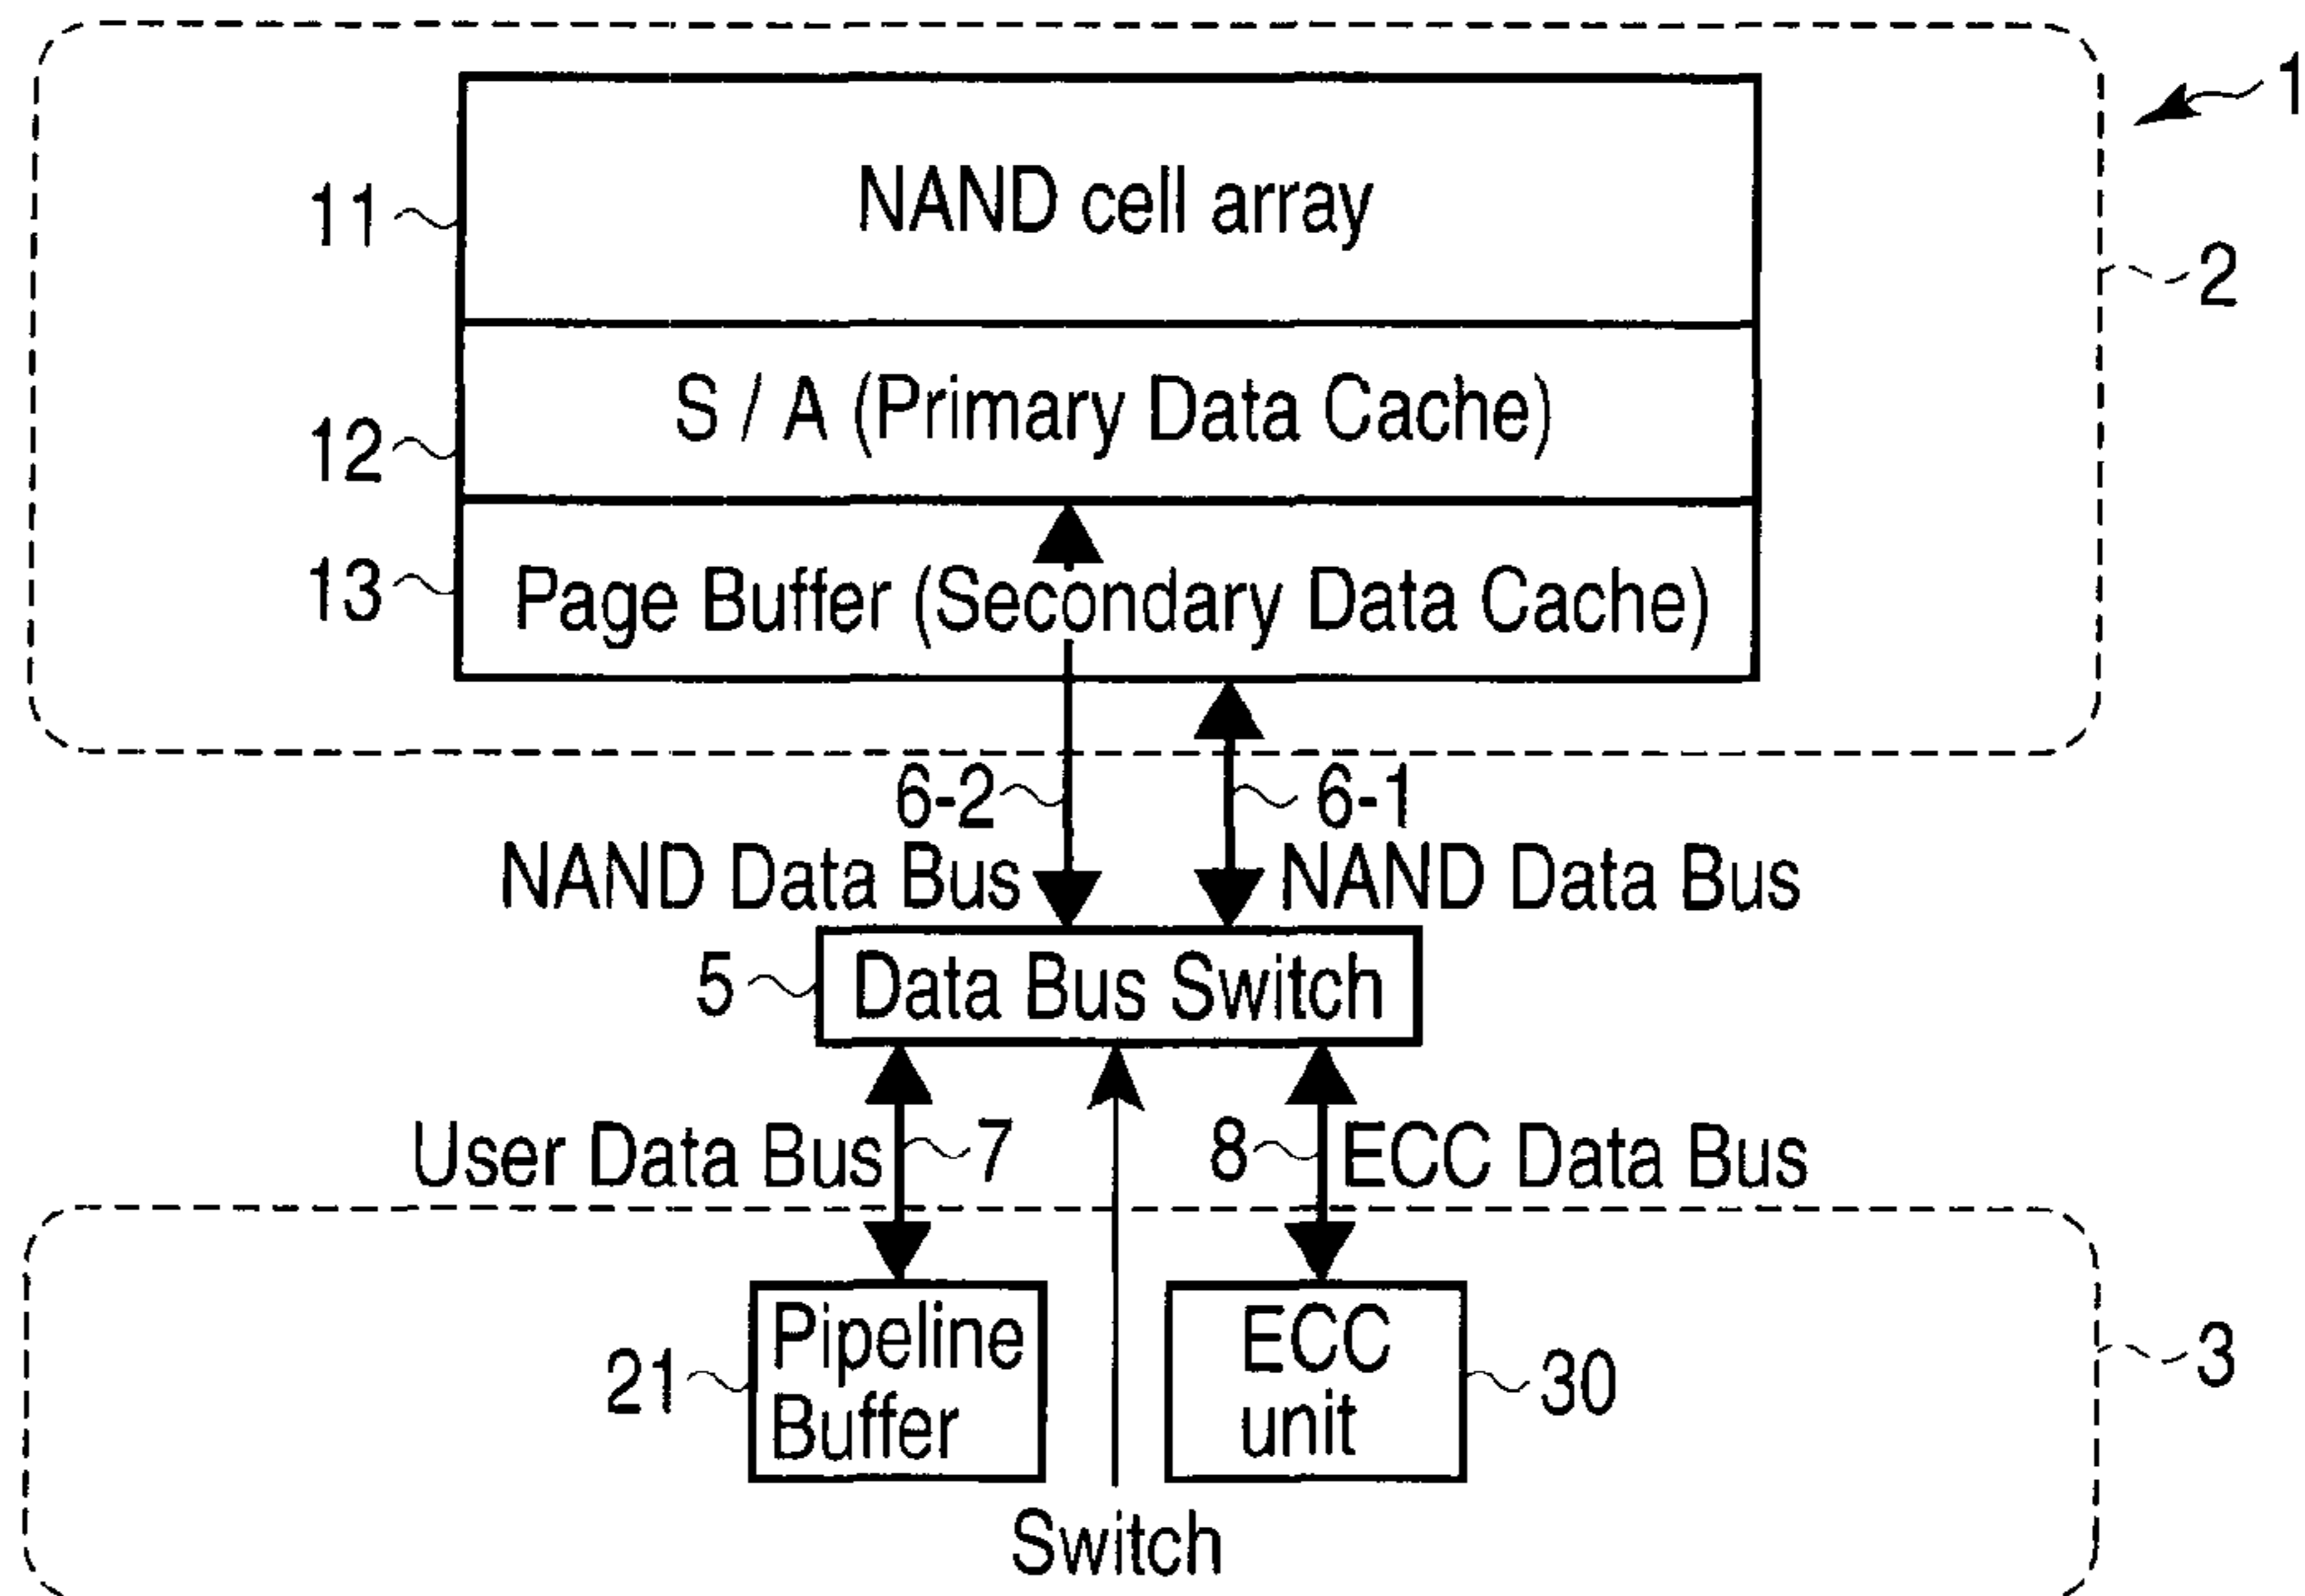 1
NAND cell array
11
2
S / A (Primary Data Cache)
12
13
Page Buffer (Secondary Data Cache)
6-2
6-1
NAND Data Bus
NAND Data Bus
5
Data Bus Switch
User Data Bus
7
8
ECC Data Bus
Pipeline
Buffer
21
ECC
unit
30
3
Switch